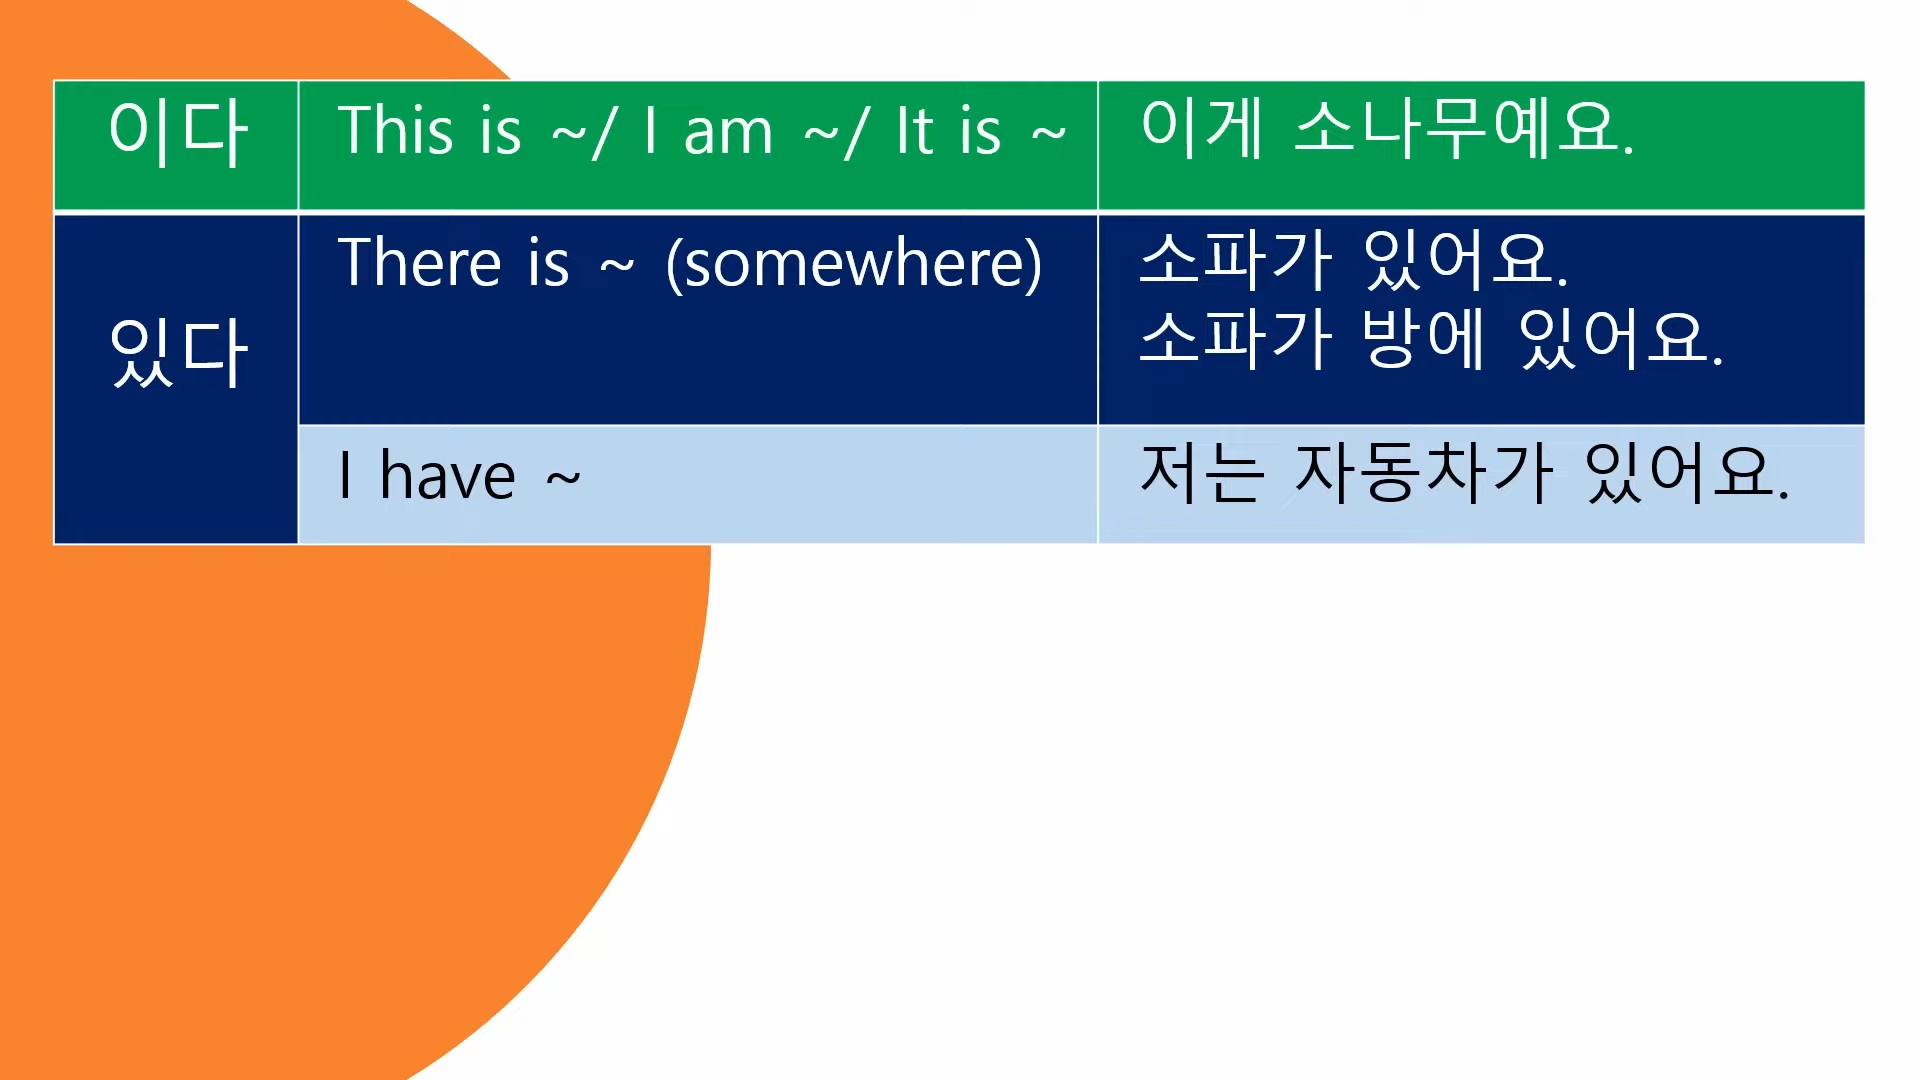 이다
This is ~/ I am ~/ It is ~
이게 소나무예요.
있다
There is ~ (somewhere)
소파가 있어요.
소파가 방에 있어요.
I have ~
저는 자동차가 있어요.